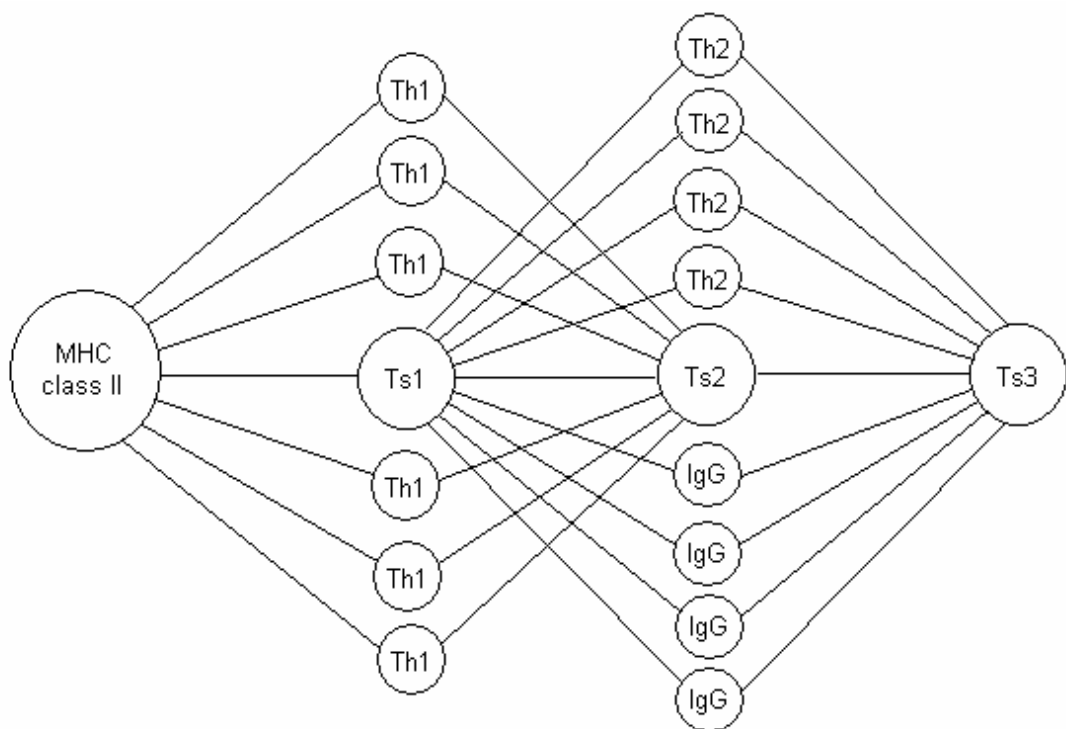 Th2
Th1
Th2
Th1
Th2
Th1
Th2
MHC
class II
Ts1
Ts2
Ts3
Th1
IgG
IgG
Th1
IgG
Th1
IgG